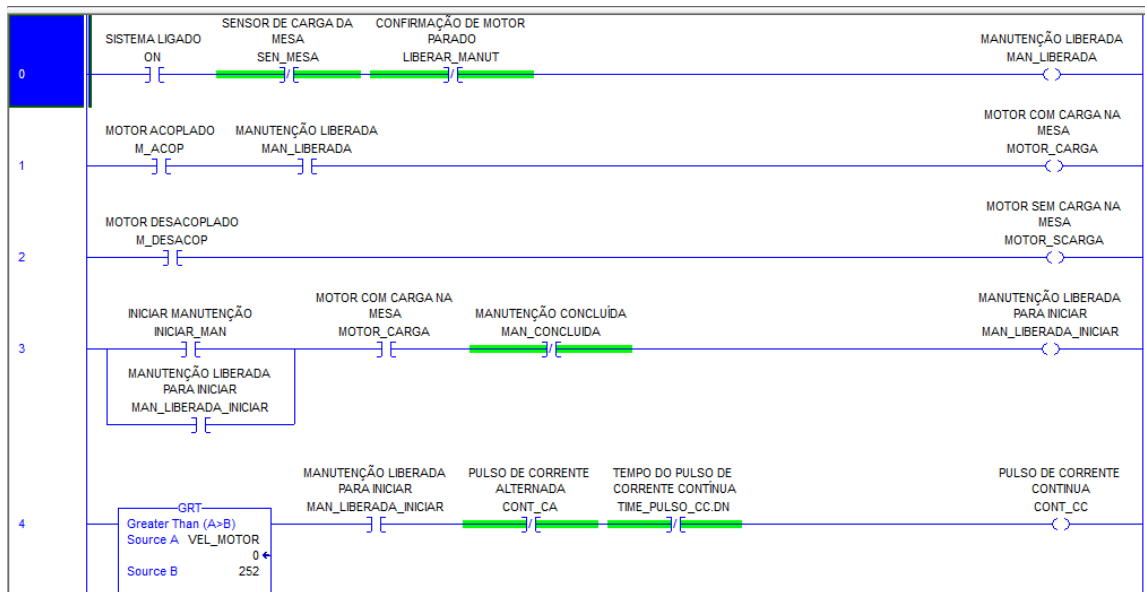 SISTEMA LIGADO
ON
SENSOR DE CARGA DA
MESA
SEN_MESA
CONFIRMAÇÃO DE MOTOR
PARADO
LIBERAR_MANUT
MANUTENÇÃO LIBERADA
MAN_LIBERADA
0
MOTOR ACOPLADO
M_ACOP
MANUTENÇÃO LIBERADA
MAN_LIBERADA
MOTOR COM CARGA NA
MESA
MOTOR_CARGA
1
MOTOR DESACOPLADO
M_DESACOP
MOTOR SEM CARGA NA
MESA
MOTOR_SCARGA
2
INICIAR MANUTENÇÃO
INICIAR_MAN
MOTOR COM CARGA NA
MESA
MOTOR_CARGA
MANUTENÇÃO CONCLUÍDA
MAN_CONCLUIDA
MANUTENÇÃO LIBERADA
PARA INICIAR
MAN_LIBERADA_INICIAR
3
MANUTENÇÃO LIBERADA
PARA INICIAR
MAN_LIBERADA_INICIAR
MANUTENÇÃO LIBERADA
PARA INICIAR
MAN_LIBERADA_INICIAR
PULSO DE CORRENTE
ALTERNADA
CONT_CA
TEMPO DO PULSO DE
CORRENTE CONTÍNUA
TIME_PULSO_CC.DN
PULSO DE CORRENTE
CONTINUA
CONT_CC
4
GRT
Greater Than (A>B)
Source A VEL_MOTOR
0
Source B 252